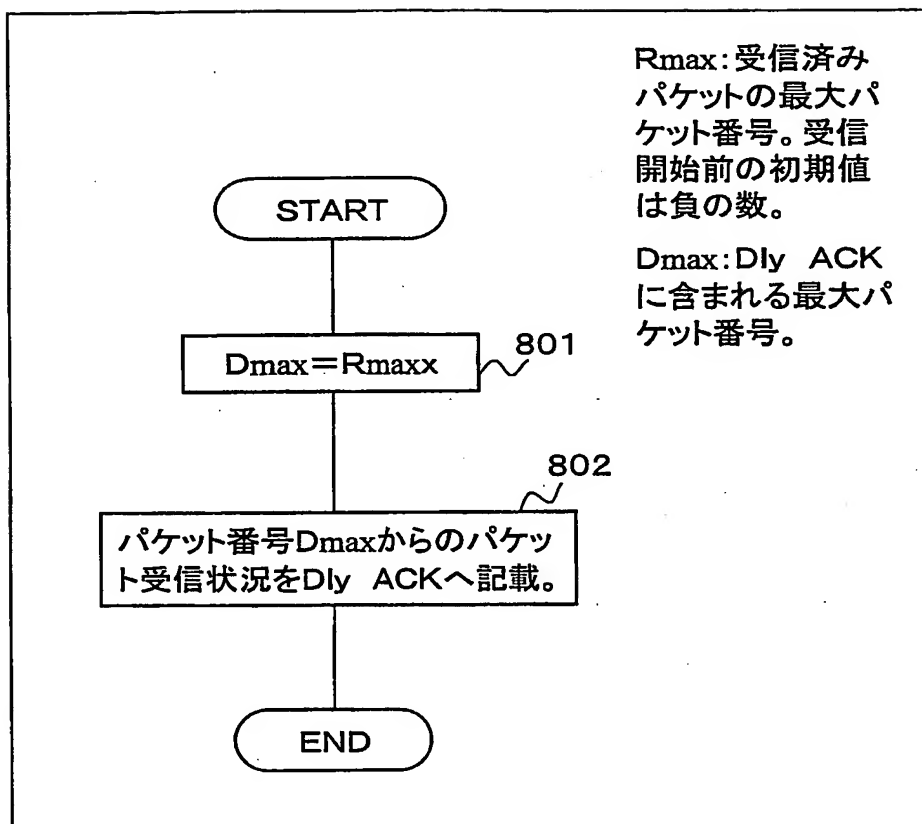 Rmax:受信済み
パケットの最大パ
ケット番号。受信
開始前の初期値
は負の数。
Dmax:Dly ACK
に含まれる最大パ
ケット番号。
START
Dmax=Rmaxx
801
802
パケット番号Dmaxからのパケッ
ト受信状況をDly ACKへ記載。
END